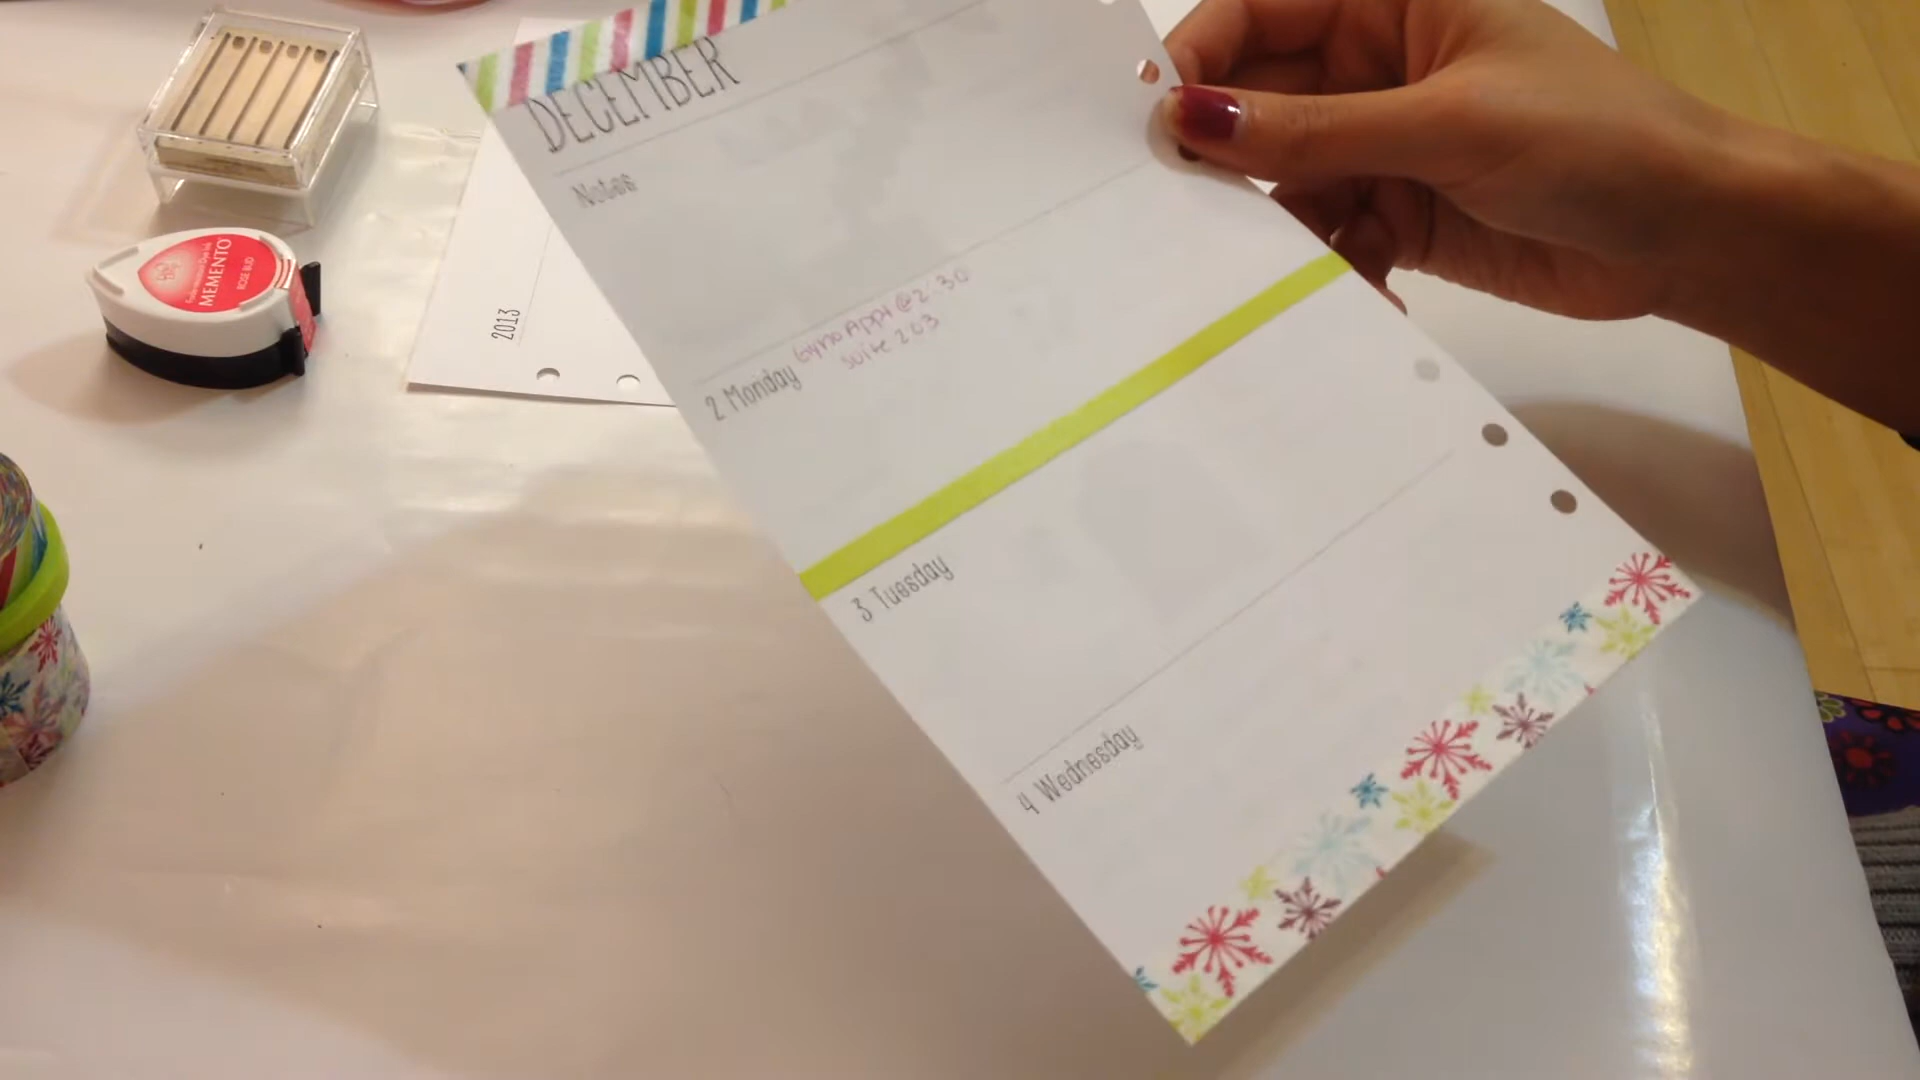 DECEMBER
Notes
Gyno Appt @ 2:30
Suite 203
2 Monday
3 Tuesday
4 Wednesday
2013
MEMENTO
ROSE BUD